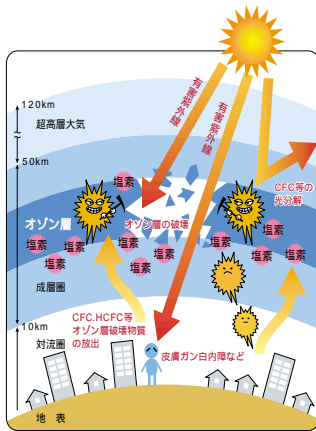 有害紫外線
有害紫外線
120km
超高層大気
50km
塩素
塩素
CFC等の
光分解
オゾン層
オゾン層の破壊
塩素
塩素
塩素
塩素
塩素
塩素
塩素
塩素
塩素
塩素
成層圏
10km
CFC.HCFC等
オゾン層破壊物質
の放出
対流圏
皮膚ガン白内障など
地 表